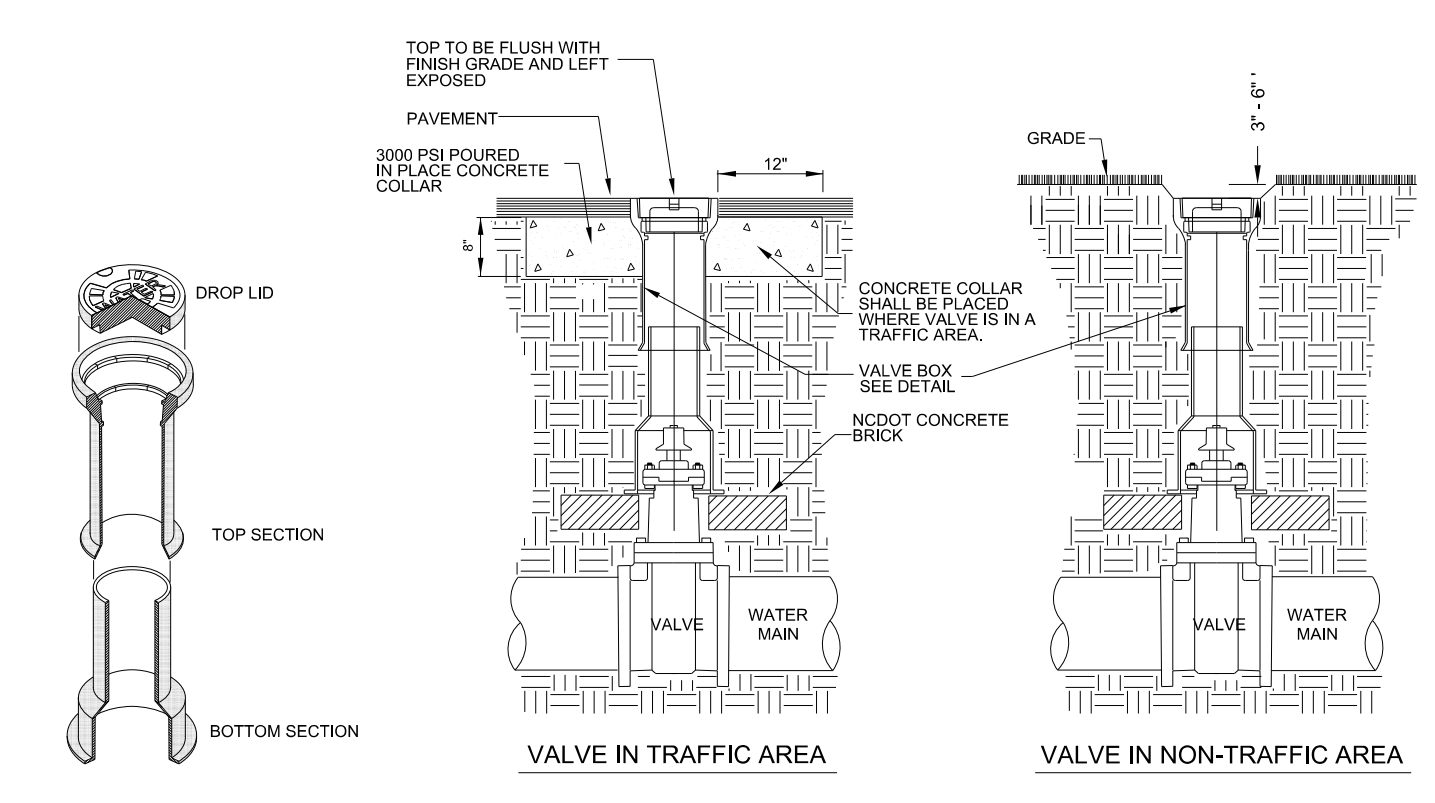 TOP TO BE FLUSH WITH
FINISH GRADE AND LEFT
EXPOSED
PAVEMENT
3000 PSI POURED
IN PLACE CONCRETE
COLLAR
12"
8"
CONCRETE COLLAR
SHALL BE PLACED
WHERE VALVE IS IN A
TRAFFIC AREA.
VALVE BOX
SEE DETAIL
NCDOT CONCRETE
BRICK
GRADE
3" - 6" '
WATER
DROP LID
TOP SECTION
BOTTOM SECTION
VALVE
WATER
MAIN
VALVE
WATER
MAIN
VALVE IN TRAFFIC AREA
VALVE IN NON-TRAFFIC AREA